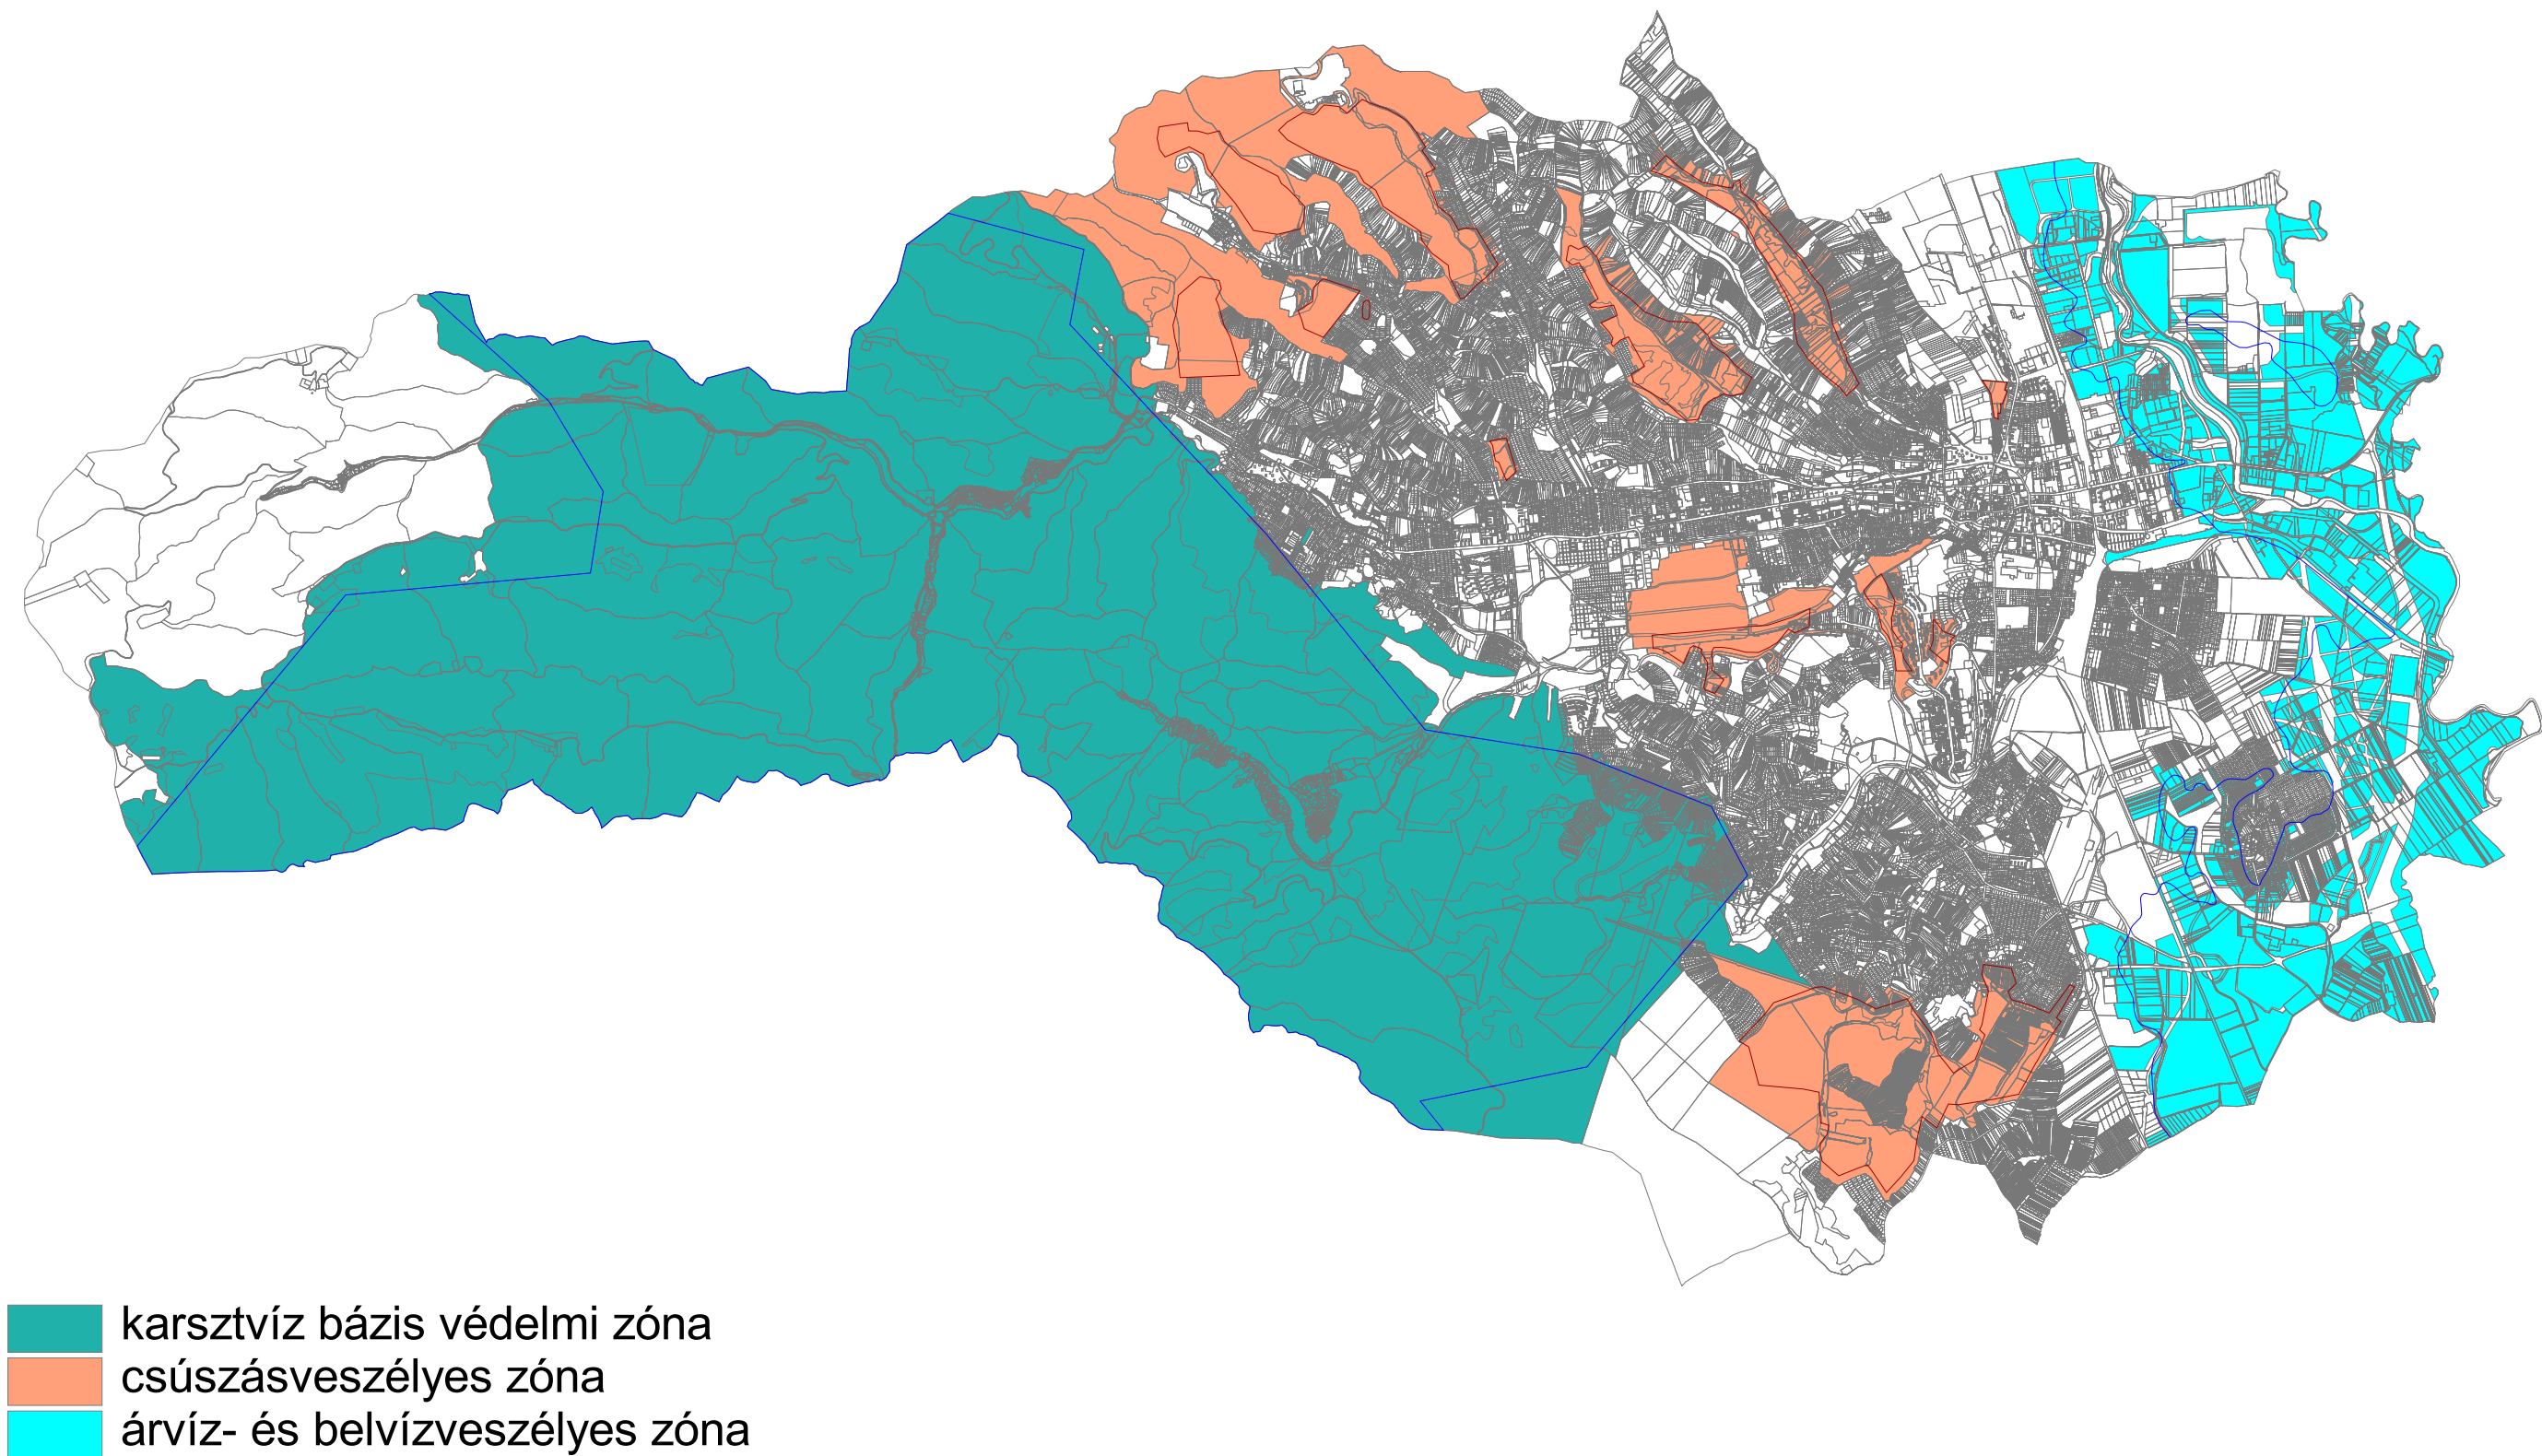 karsztvíz bázis védelmi zóna
csúszásveszélyes zóna
árvíz- és belvízveszélyes zóna